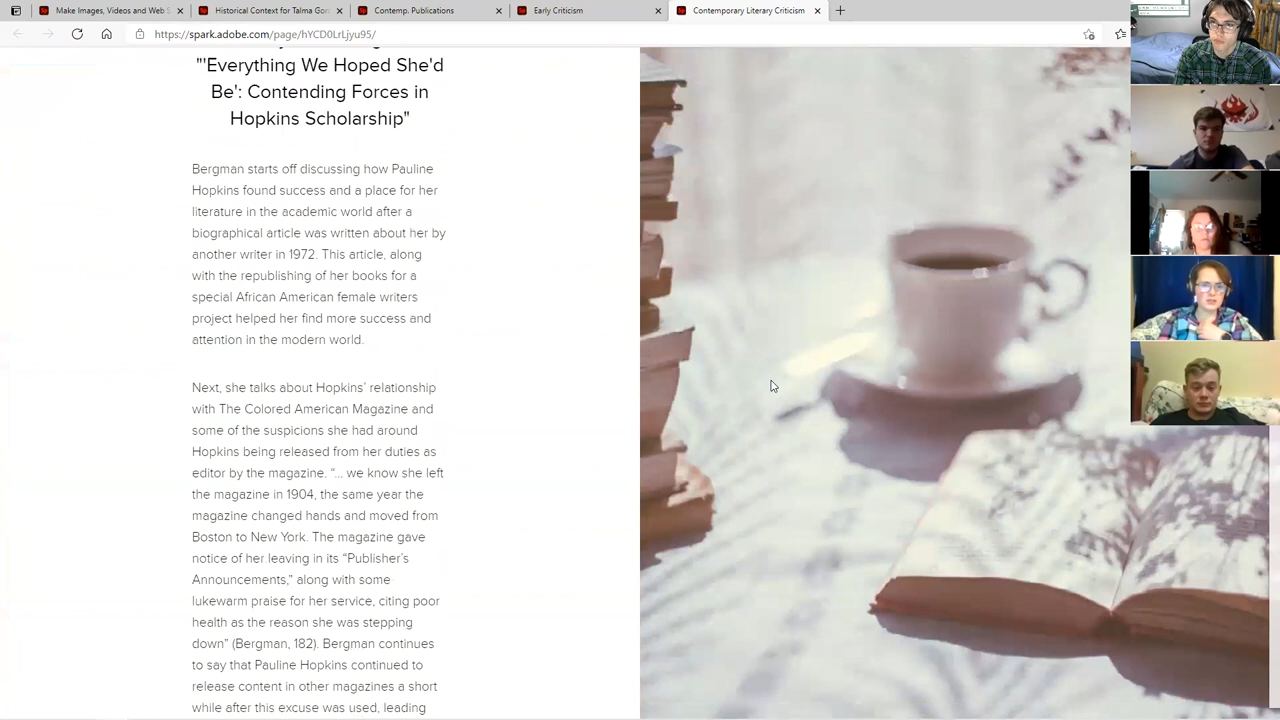 Make Images, Videos and Web S
Historical Context
Contemp. Publications
Early Criticism
Contemporary Literary Criticism
"'Everything We Hoped She'd
Be': Contending Forces in
Hopkins Scholarship"
Bergman starts off discussing how Pauline
Hopkins found success and a place for her
literature in the academic world after a
biographical article was written about her by
another writer in 1972. This article, along
with the republishing of her books for a
special African American female writers
project helped her find more success and
attention in the modern world.
Next, she talks about Hopkins' relationship
with The Colored American Magazine and
some of the suspicions she had around
Hopkins being released from her duties as
editor by the magazine. "... we know she left
the magazine in 1904, the same year the
magazine changed hands and moved from
Boston to New York. The magazine gave
notice of her leaving in its "Publisher's
Announcements," along with some
lukewarm praise for her service, citing poor
health as the reason she was stepping
down" (Bergman, 182). Bergman continues
to say that Pauline Hopkins continued to
release content in other magazines a short
while after this excuse was used, leading